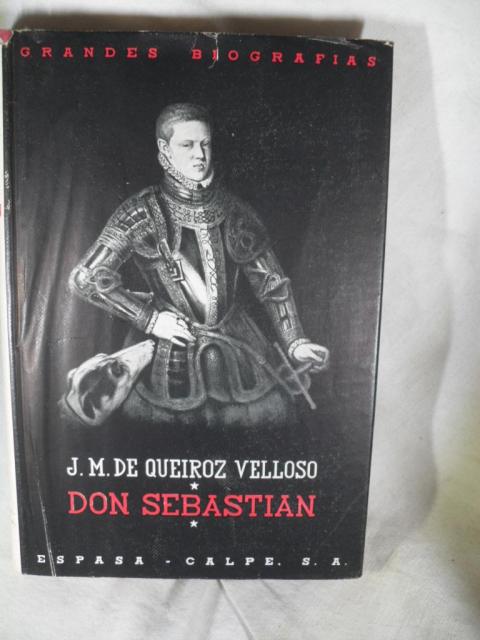 GRANDES BIOGRAFIAS
J. M. DE QUEIROZ VELLOSO
DON SEBASTIAN
ESPASA - CALPE, S. A.